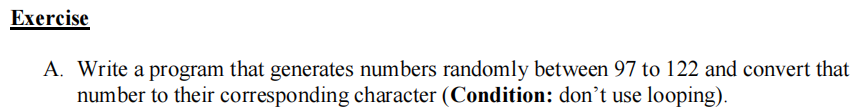 Exercise
A. Write a program that generates numbers randomly between 97 to 122 and convert that
number to their corresponding character (Condition: don’t use looping).